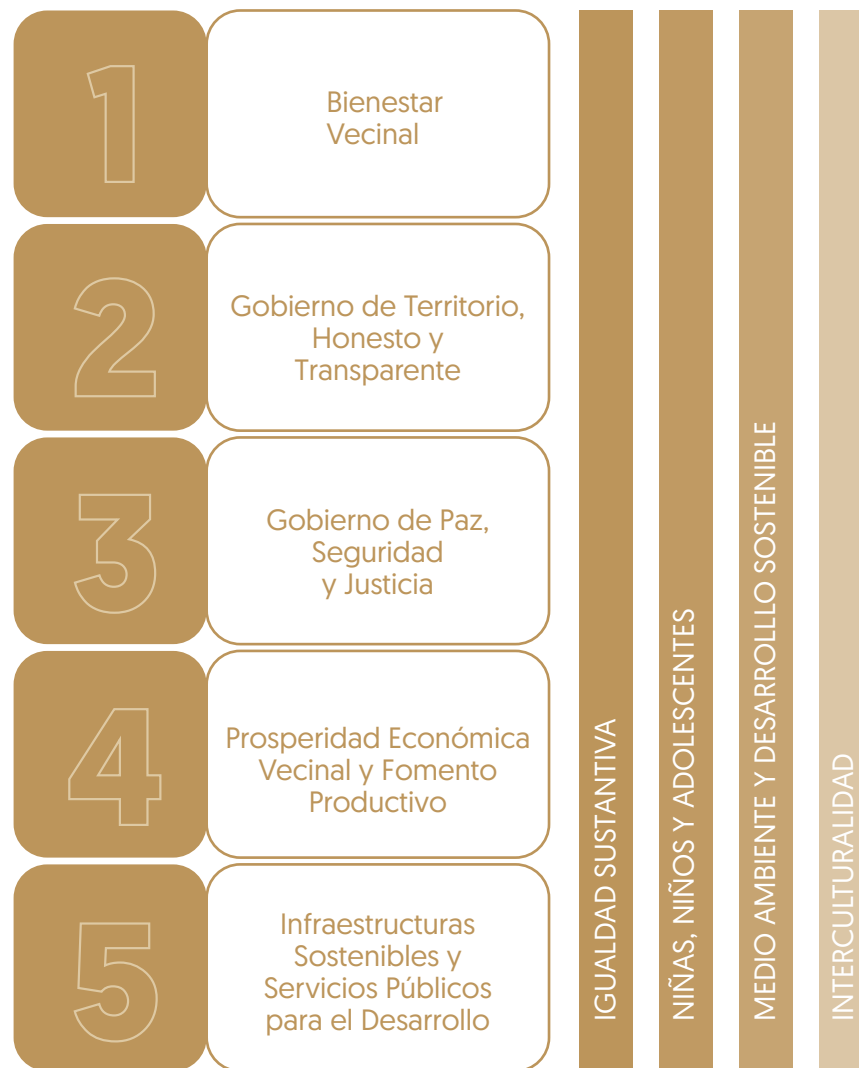 1
Bienestar
Vecinal
2
Gobierno de Territorio,
Honesto y
Transparente
3
Gobierno de Paz,
Seguridad
y Justicia
4
Prosperidad Económica
Vecinal y Fomento
Productivo
5
Infraestructuras
Sostenibles y
Servicios Públicos
para el Desarrollo
IGUALDAD SUSTANTIVA
NIÑAS, NIÑOS Y ADOLESCENTES
MEDIO AMBIENTE Y DESARROLLLO SOSTENIBLE
INTERCULTURALIDAD